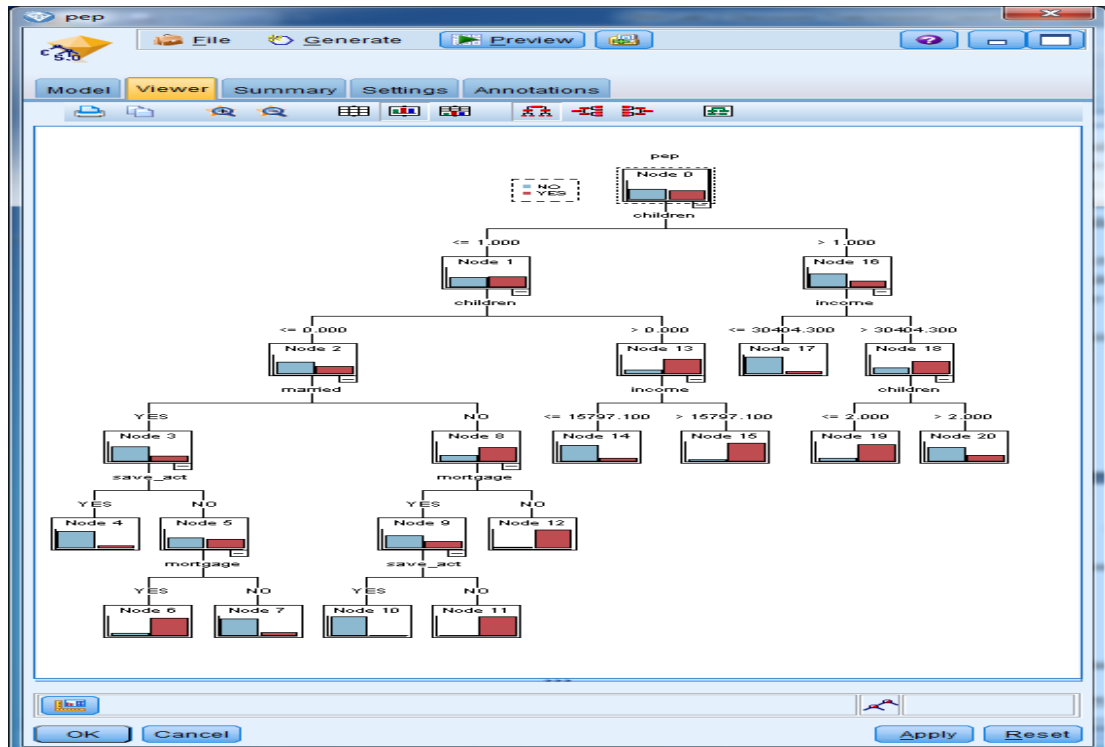 pep
C5.0 File Generate Preview
Model Viewer Summary Settings Annotations
pep
NO
YES
Node 0
children
<= 1.000 > 1.000
Node 1 Node 16
children income
<= 0.000 > 0.000 <= 30404.300 > 30404.300
Node 2 Node 13 Node 17 Node 18
married income children
YES NO <= 15797.100 > 15797.100 <= 2.000 > 2.000
Node 3 Node 8 Node 14 Node 15 Node 19 Node 20
save_act mortgage
YES NO YES NO
Node 4 Node 5 Node 9 Node 12
mortgage save_act
YES NO YES NO
Node 6 Node 7 Node 10 Node 11
OK Cancel Apply Reset